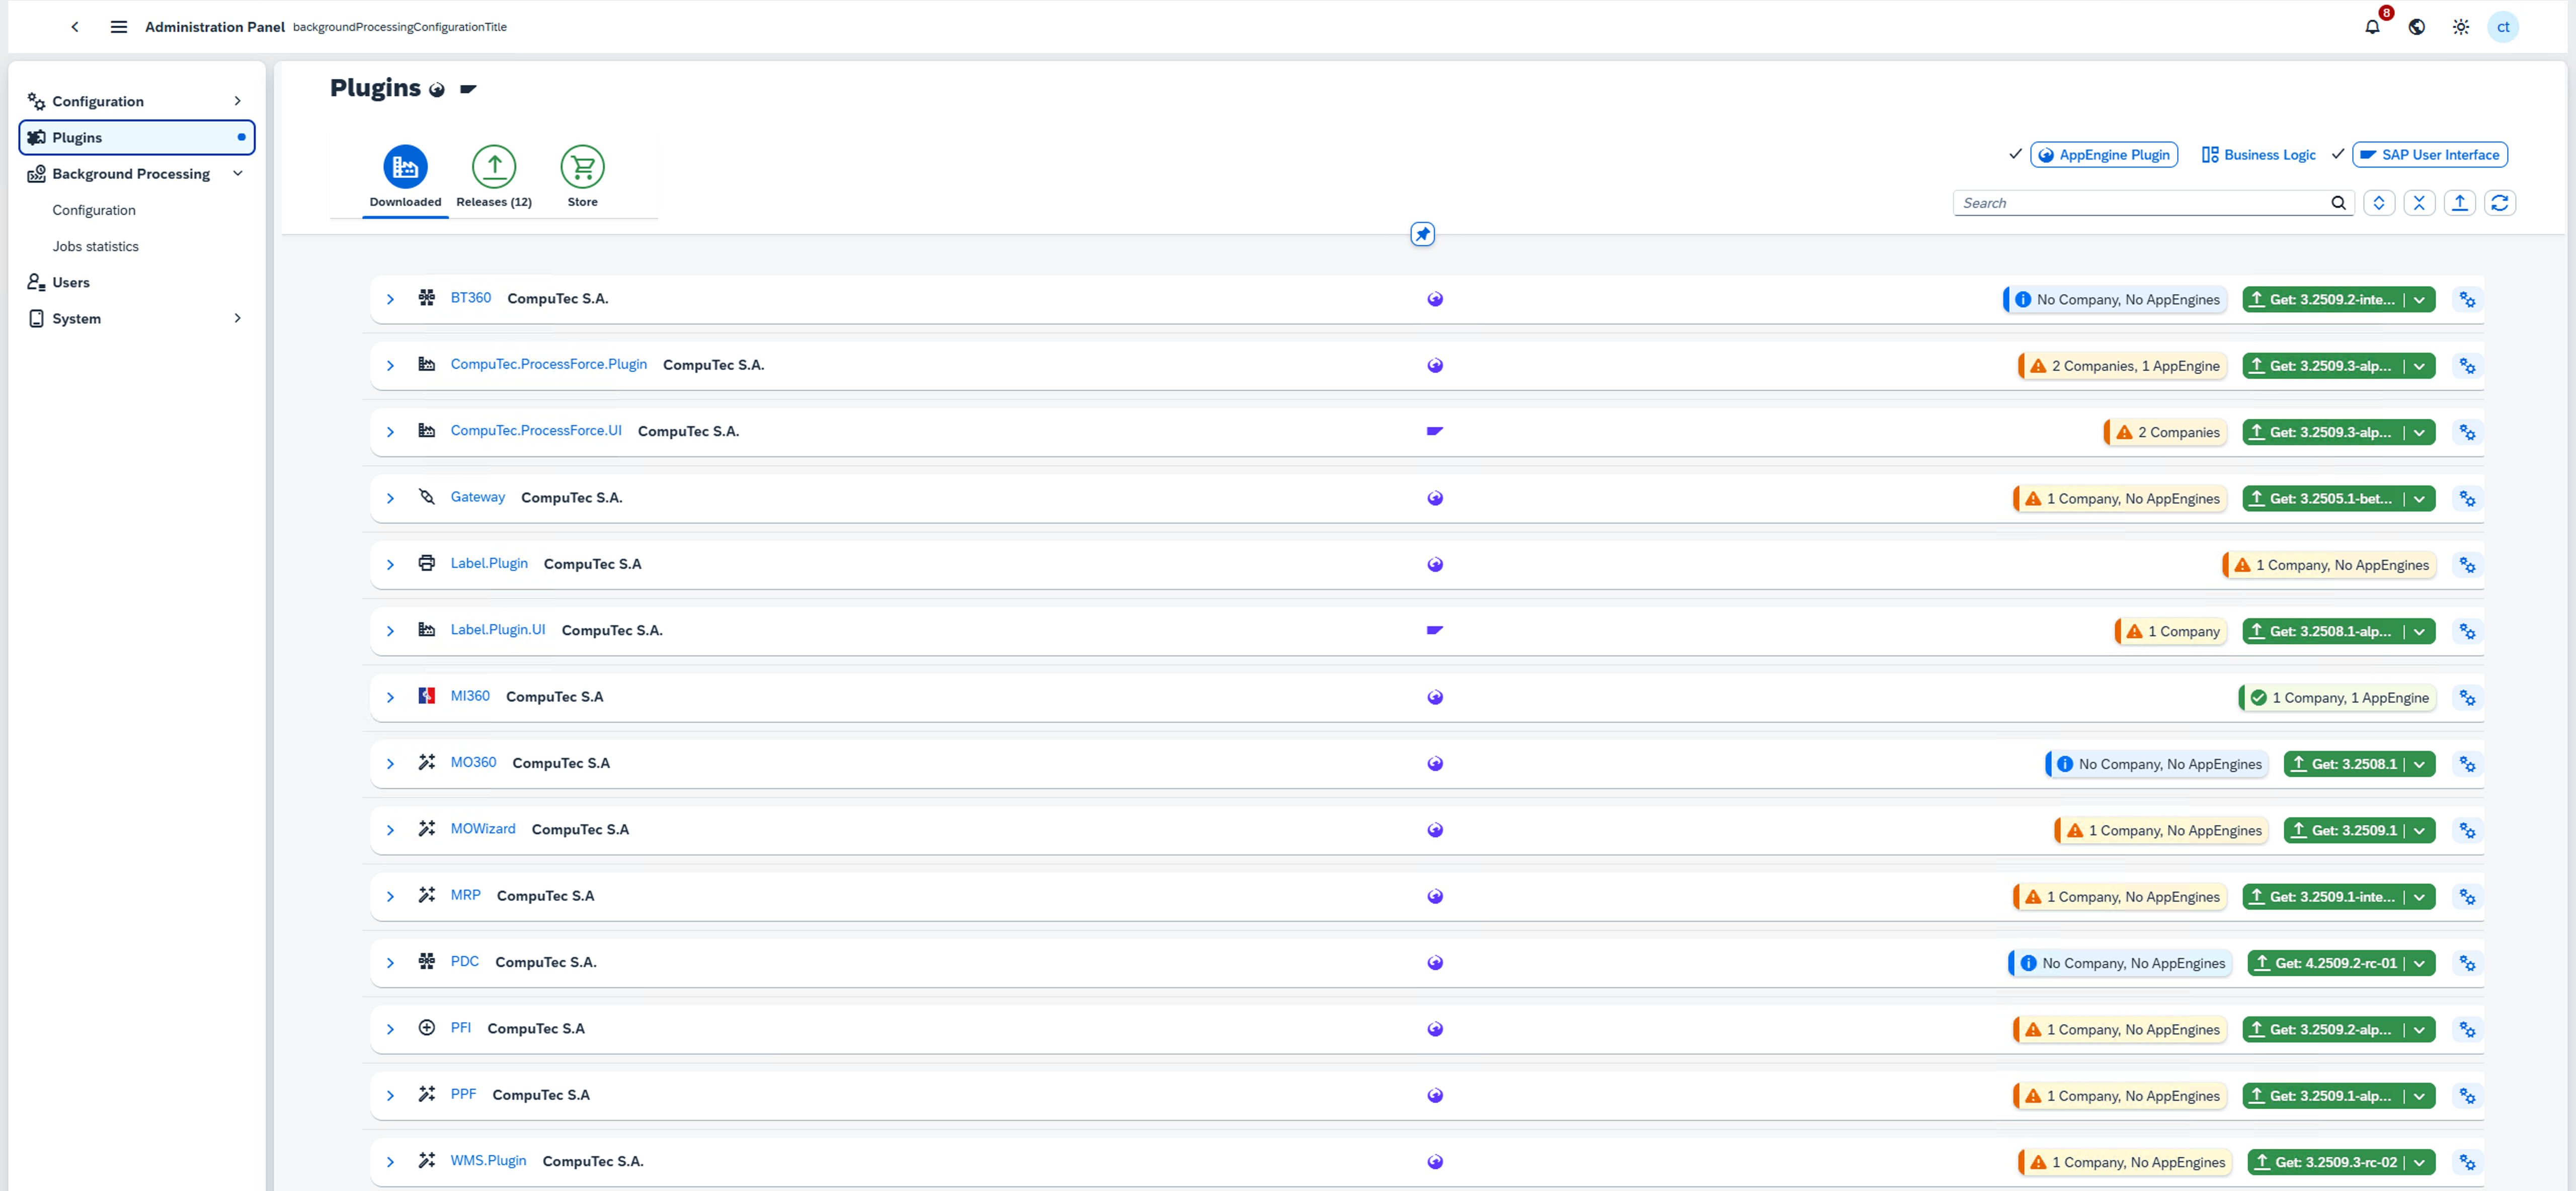 Administration Panel backgroundProcessingConfigurationTitle
8
ct
Configuration
Plugins
Background Processing
Configuration
Jobs statistics
Users
System
Plugins
Downloaded
Releases (12)
Store
AppEngine Plugin
Business Logic
SAP User Interface
Search
BT360 CompuTec S.A. No Company, No AppEngines Get: 3.2509.2-inte...
CompuTec.ProcessForce.Plugin CompuTec S.A. 2 Companies, 1 AppEngine Get: 3.2509.3-alp...
CompuTec.ProcessForce.UI CompuTec S.A. 2 Companies Get: 3.2509.3-alp...
Gateway CompuTec S.A. 1 Company, No AppEngines Get: 3.2505.1-bet...
Label.Plugin CompuTec S.A 1 Company, No AppEngines
Label.Plugin.UI CompuTec S.A. 1 Company Get: 3.2508.1-alp...
MI360 CompuTec S.A 1 Company, 1 AppEngine
MO360 CompuTec S.A No Company, No AppEngines Get: 3.2508.1
MOWizard CompuTec S.A 1 Company, No AppEngines Get: 3.2509.1
MRP CompuTec S.A 1 Company, No AppEngines Get: 3.2509.1-inte...
PDC CompuTec S.A. No Company, No AppEngines Get: 4.2509.2-rc-01
PFI CompuTec S.A 1 Company, No AppEngines Get: 3.2509.2-alp...
PPF CompuTec S.A 1 Company, No AppEngines Get: 3.2509.1-alp...
WMS.Plugin CompuTec S.A. 1 Company, No AppEngines Get: 3.2509.3-rc-02